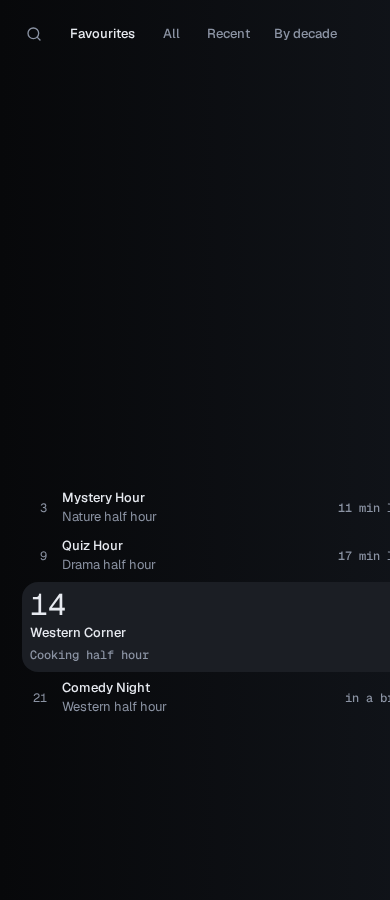 Favourites All Recent By decade
3 Mystery Hour 11 min
Nature half hour
9 Quiz Hour 17 min
Drama half hour
14
Western Corner
Cooking half hour
21 Comedy Night in a
Western half hour